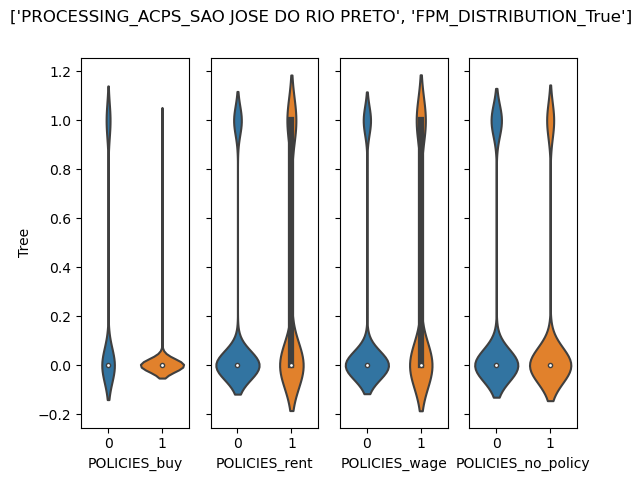 ['PROCESSING_ACPS_SAO JOSE DO RIO PRETO', 'FPM_DISTRIBUTION_True']
Tree
1.2
1.0
0.8
0.6
0.4
0.2
0.0
−0.2
0 1 0 1 0 1 0 1
POLICIES_buy POLICIES_rent POLICIES_wage POLICIES_no_policy